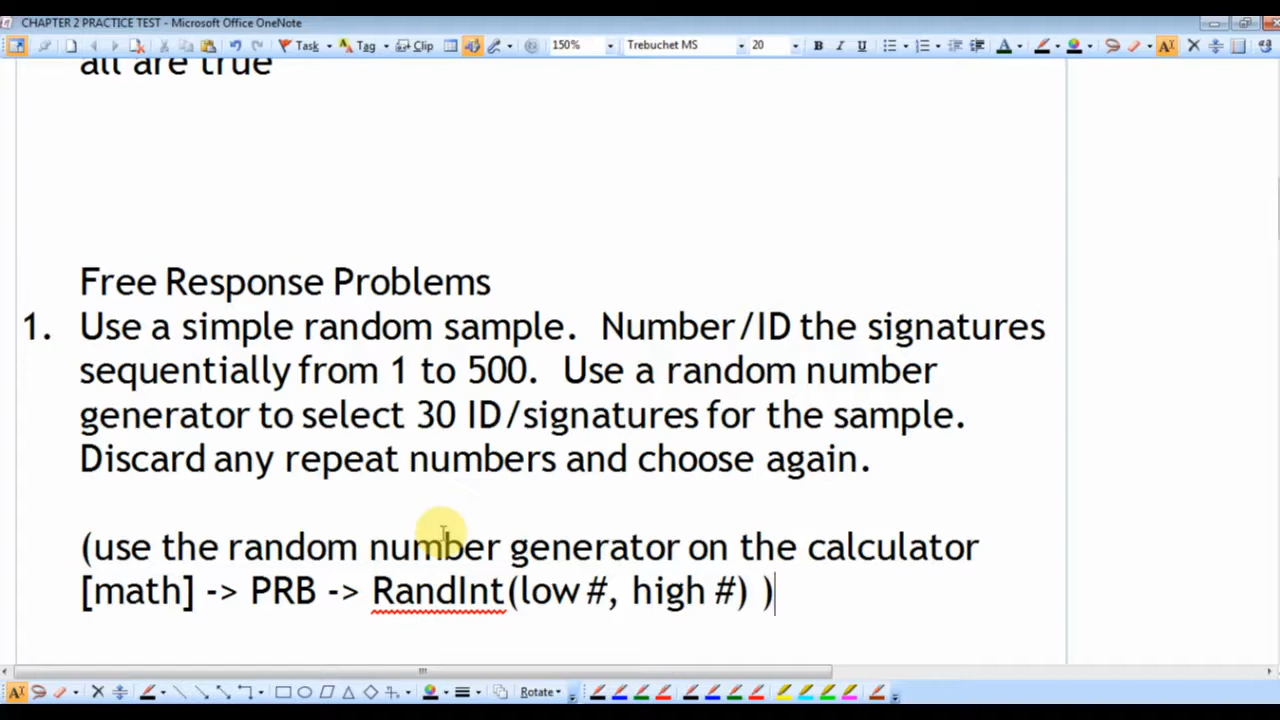 CHAPTER 2 PRACTICE TEST - Microsoft Office OneNote
Task Tag Clip 150% Trebuchet MS 20 B I U A
all are true
Free Response Problems
1. Use a simple random sample. Number/ID the signatures
sequentially from 1 to 500. Use a random number
generator to select 30 ID/signatures for the sample.
Discard any repeat numbers and choose again.
(use the random number generator on the calculator
[math] -> PRB -> RandInt(low #, high #) )
Rotate